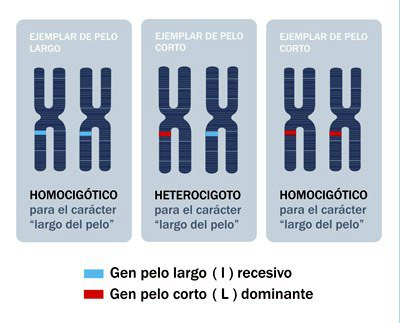 EJEMPLAR DE PELO
LARGO
HOMOCIGÓTICO
para el carácter
“largo del pelo”
EJEMPLAR DE PELO
CORTO
HETEROCIGOTO
para el carácter
“largo del pelo”
EJEMPLAR DE PELO
CORTO
HOMOCIGÓTICO
para el carácter
“largo del pelo”
Gen pelo largo ( l ) recesivo
Gen pelo corto ( L ) dominante